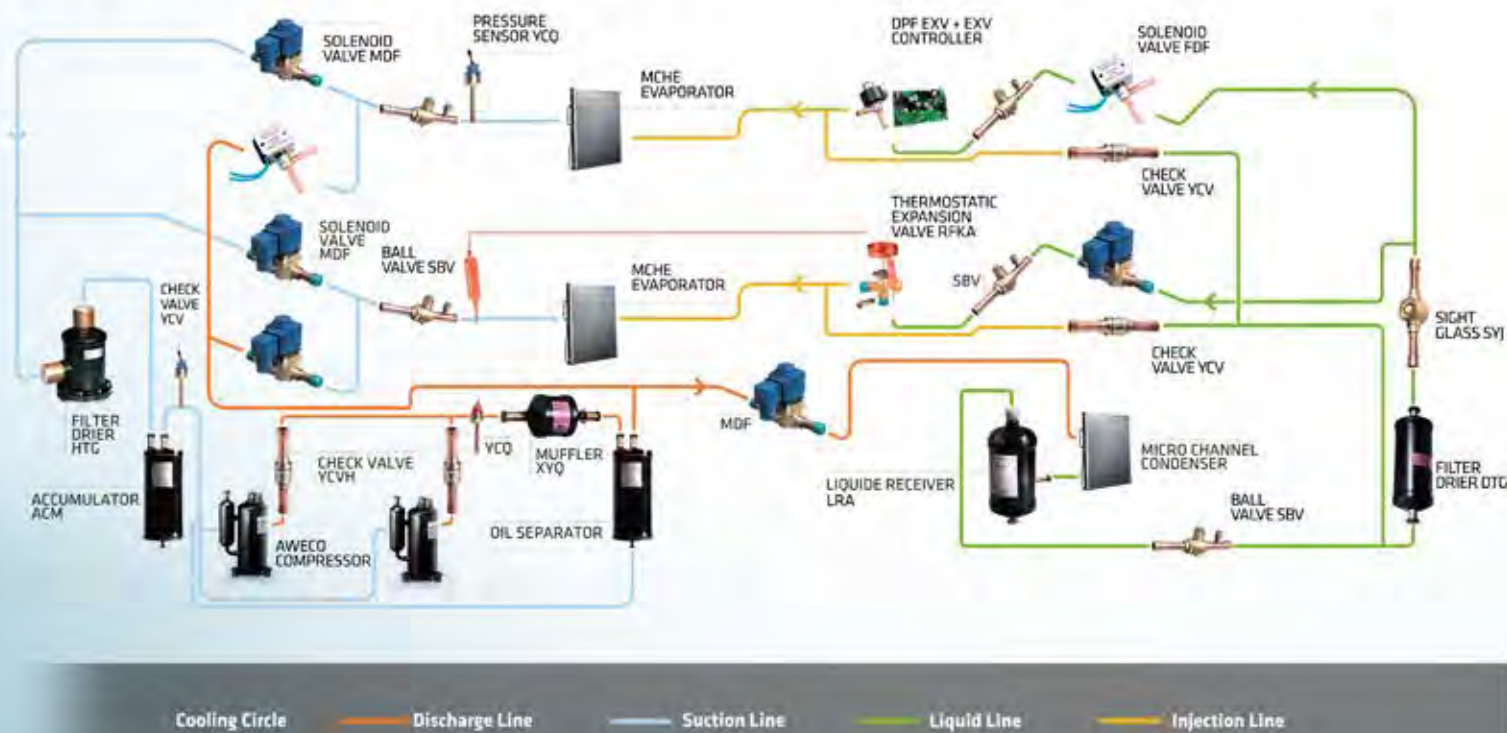 PRESSURE
SENSOR YCQ
DPF EXV + EXV
CONTROLLER
SOLENOID
VALVE FDF
SOLENOID
VALVE MDF
MCHE
EVAPORATOR
CHECK
VALVE YCV
THERMOSTATIC
EXPANSION
VALVE RFKA
SOLENOID
VALVE
MDF
BALL
VALVE SBV
MCHE
EVAPORATOR
SBV
CHECK
VALVE
YCV
SIGHT
GLASS SYJ
CHECK
VALVE YCV
FILTER
DRIER
HTG
MDF
YCQ
MUFFLER
XYQ
CHECK VALVE
YCVH
MICRO CHANNEL
CONDENSER
LIQUIDE RECEIVER
LRA
FILTER
DRIER DTG
ACCUMULATOR
ACM
BALL
VALVE SBV
OIL SEPARATOR
AWECO
COMPRESSOR
Cooling Circle
Discharge Line
Suction Line
Liquid Line
Injection Line